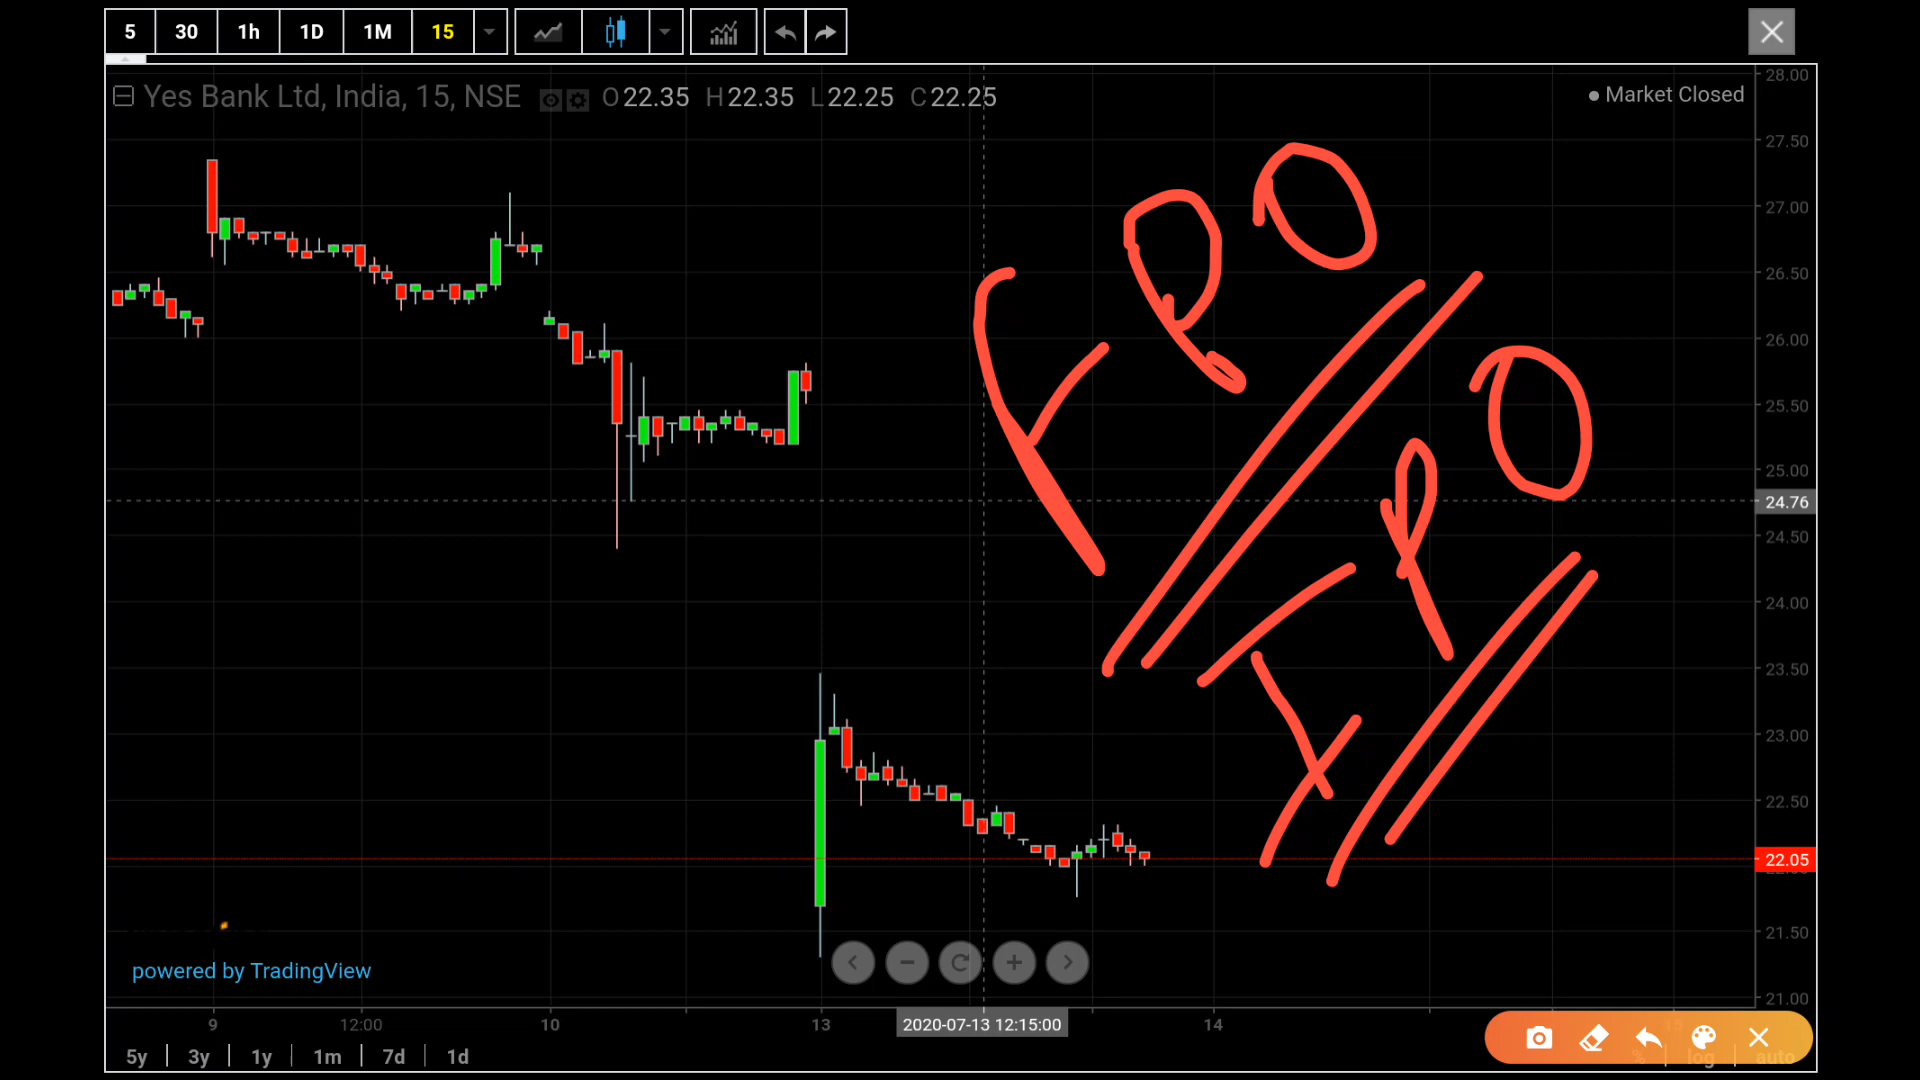 5 30 1h 1D 1M 15
Yes Bank Ltd, India, 15, NSE O22.35 H22.35 L22.25 C22.25
Market Closed
28.00
27.50
27.00
26.50
26.00
25.50
25.00
24.76
24.50
24.00
23.50
23.00
22.50
22.05
21.50
21.00
FPO
IPO
powered by TradingView
9 12:00 10 13 2020-07-13 12:15:00 14
5y 3y 1y 1m 7d 1d % log auto